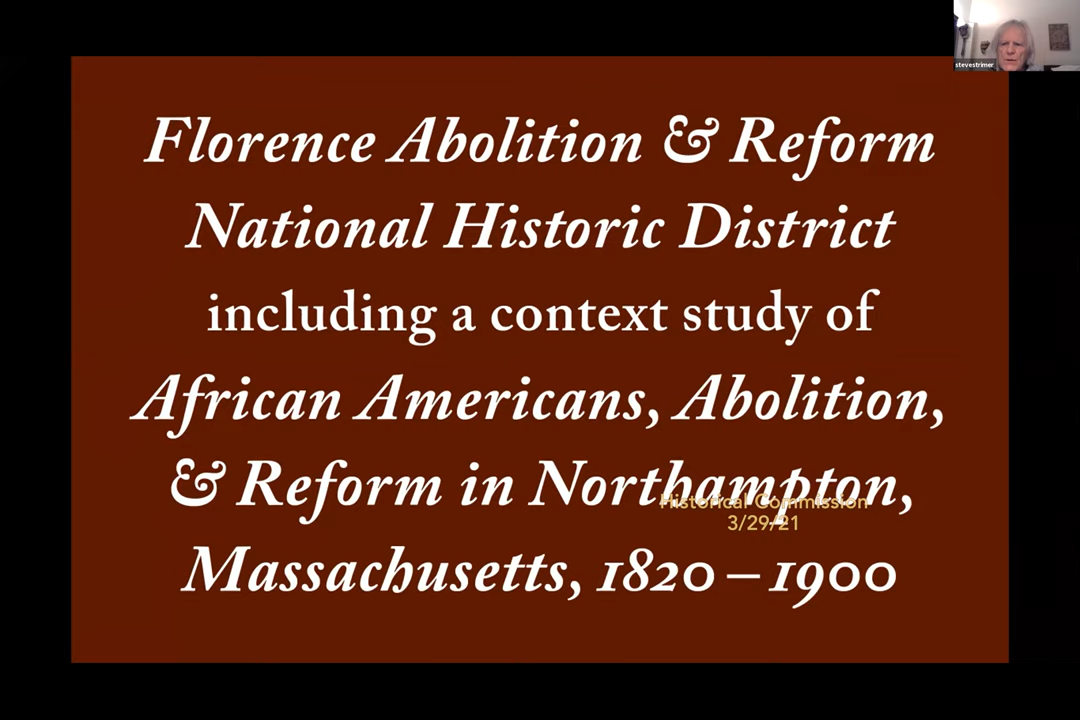 stevestrimer
Florence Abolition & Reform
National Historic District
including a context study of
African Americans, Abolition,
& Reform in Northampton,
Historical Commission
3/29/21
Massachusetts, 1820 – 1900